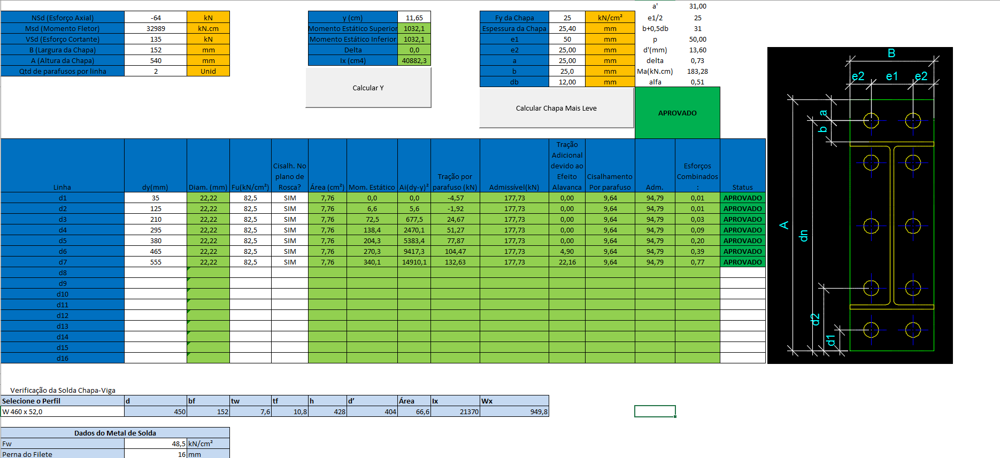 a' 31,00
NSd (Esforço Axial) -64 kN y (cm) 11,65 Fy da Chapa 25 kN/cm² e1/2 25
Msd (Momento Fletor) 32989 kN.cm Momento Estático Superior 1032,1 Espessura da Chapa 25,40 mm b+0,5db 31
VSd (Esforço Cortante) 135 kN Momento Estático Inferior 1032,1 e1 50 mm p 50,00
B (Largura da Chapa) 152 mm Delta 0,0 e2 25,00 mm d'(mm) 13,60
A (Altura da Chapa) 540 mm Ix (cm4) 40882,3 a 25,00 mm delta 0,73
Qtd de parafusos por linha 2 Unid b 25,0 mm Ma(kN.cm) 183,28
db 12,00 mm alfa 0,51
Calcular Y
Calcular Chapa Mais Leve
APROVADO
Linha dy(mm) Diam. (mm) Fu(kN/cm²) Cisalh. No plano de Rosca? Área (cm²) Mom. Estático Ai(dy-y)² Tração por parafuso (kN) Admissível(kN) Tração Adicional devido ao Efeito Alavanca Cisalhamento Por parafuso Adm. Esforços Combinados : Status
d1 35 22,22 82,5 SIM 7,76 0,0 0,0 -4,57 177,73 0,00 9,64 94,79 0,01 APROVADO
d2 125 22,22 82,5 SIM 7,76 6,6 5,6 -1,92 177,73 0,00 9,64 94,79 0,01 APROVADO
d3 210 22,22 82,5 SIM 7,76 72,5 677,5 24,67 177,73 0,00 9,64 94,79 0,03 APROVADO
d4 295 22,22 82,5 SIM 7,76 138,4 2470,1 51,27 177,73 0,00 9,64 94,79 0,09 APROVADO
d5 380 22,22 82,5 SIM 7,76 204,3 5383,4 77,87 177,73 0,00 9,64 94,79 0,20 APROVADO
d6 465 22,22 82,5 SIM 7,76 270,3 9417,3 104,47 177,73 4,90 9,64 94,79 0,39 APROVADO
d7 555 22,22 82,5 SIM 7,76 340,1 14910,1 132,63 177,73 22,16 9,64 94,79 0,77 APROVADO
d8
d9
d10
d11
d12
d13
d14
d15
d16
B
e2 e1 e2
a
b
A
dn
d2
d1
Verificação da Solda Chapa-Viga
Selecione o Perfil d bf tw tf h d’ Área Ix Wx
W 460 x 52,0 450 152 7,6 10,8 428 404 66,6 21370 949,8
Dados do Metal de Solda
Fw 48,5 kN/cm²
Perna do Filete 16 mm